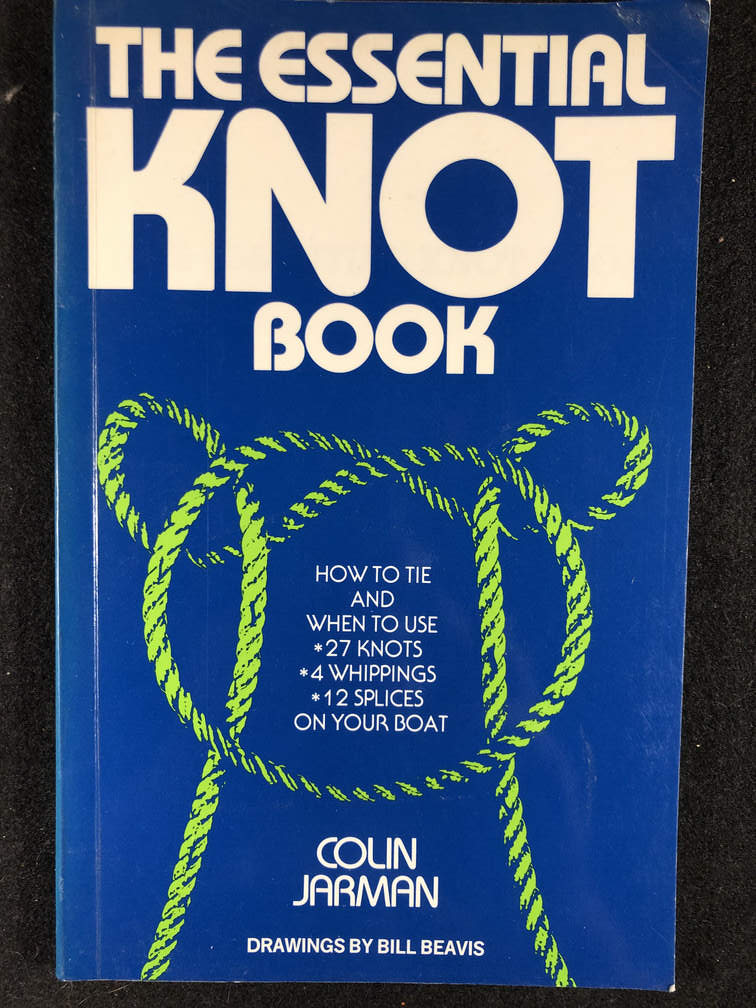 THE ESSENTIAL
KNOT
BOOK
HOW TO TIE
AND
WHEN TO USE
*27 KNOTS
*4 WHIPPINGS
*12 SPLICES
ON YOUR BOAT
COLIN
JARMAN
DRAWINGS BY BILL BEAVIS